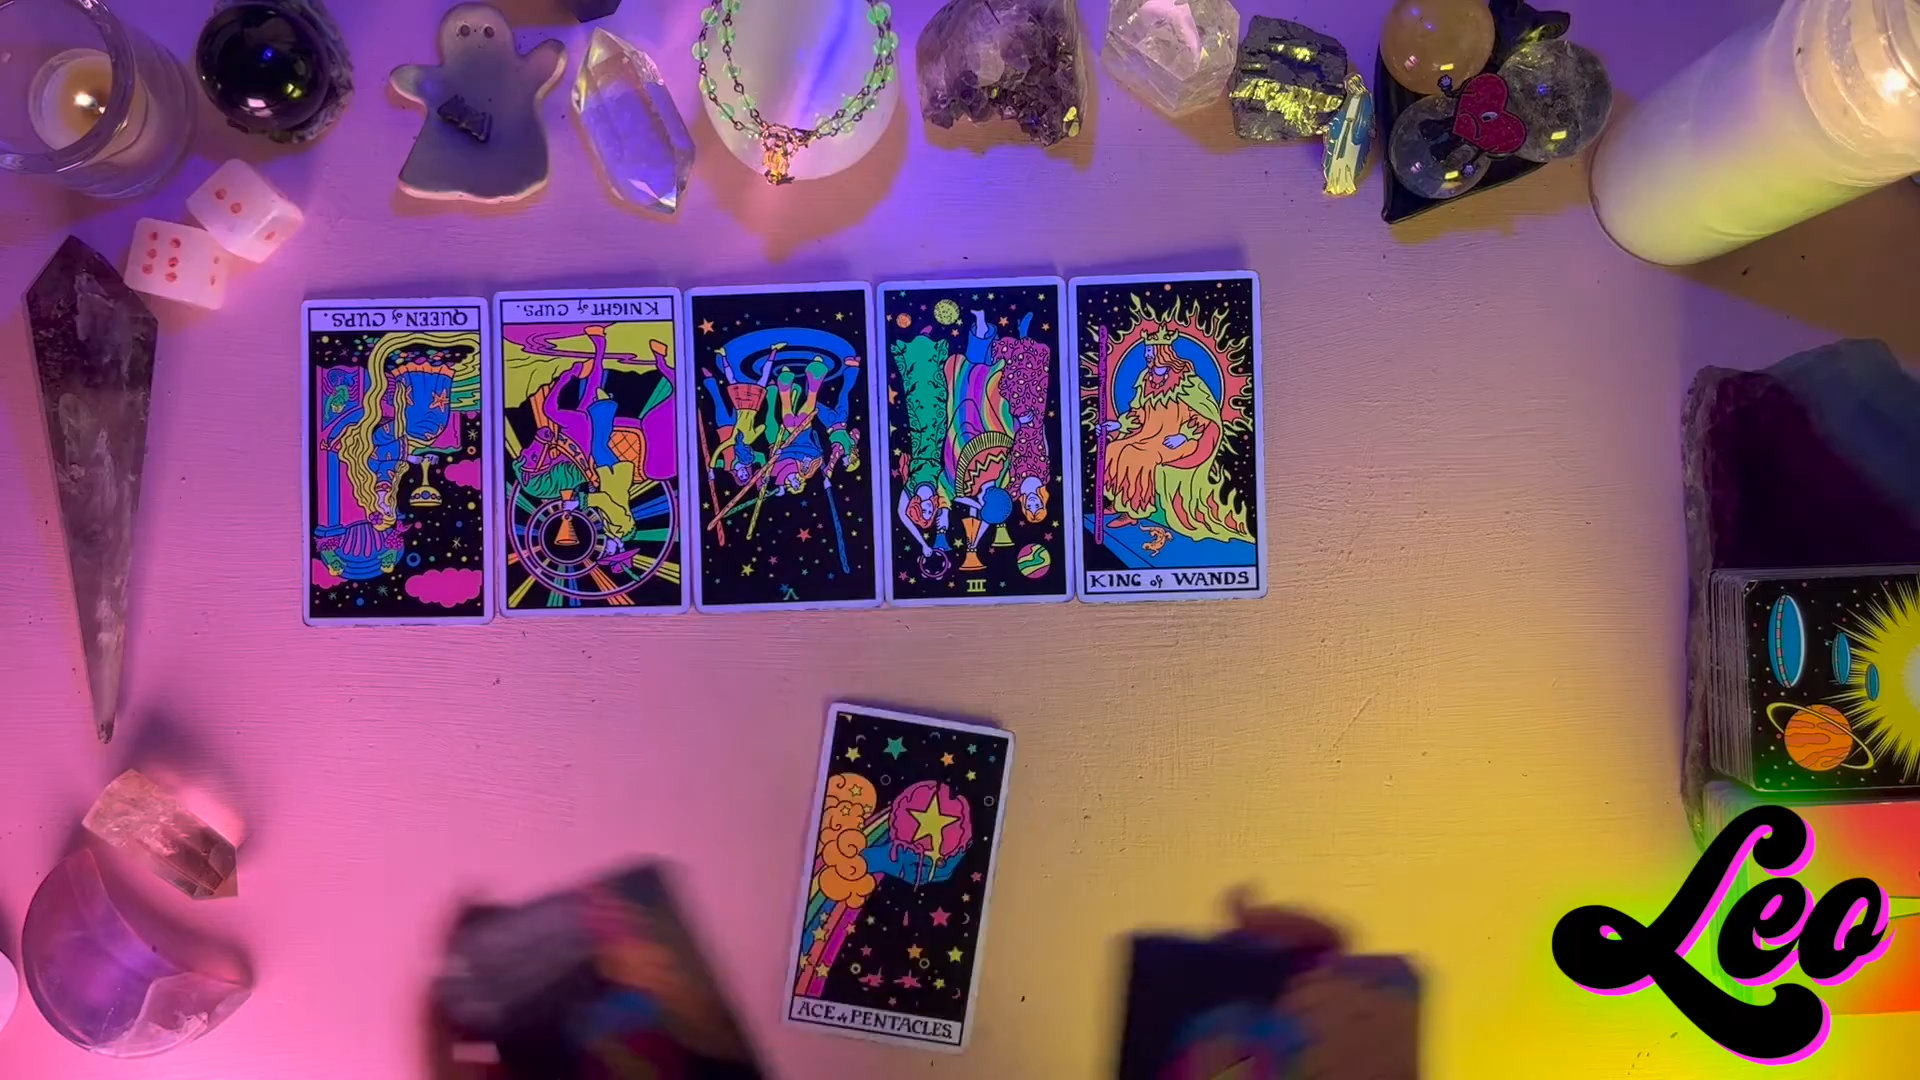 QUEEN of CUPS.
KNIGHT of CUPS.
V
III
KING of WANDS
ACE of PENTACLES.
Leo